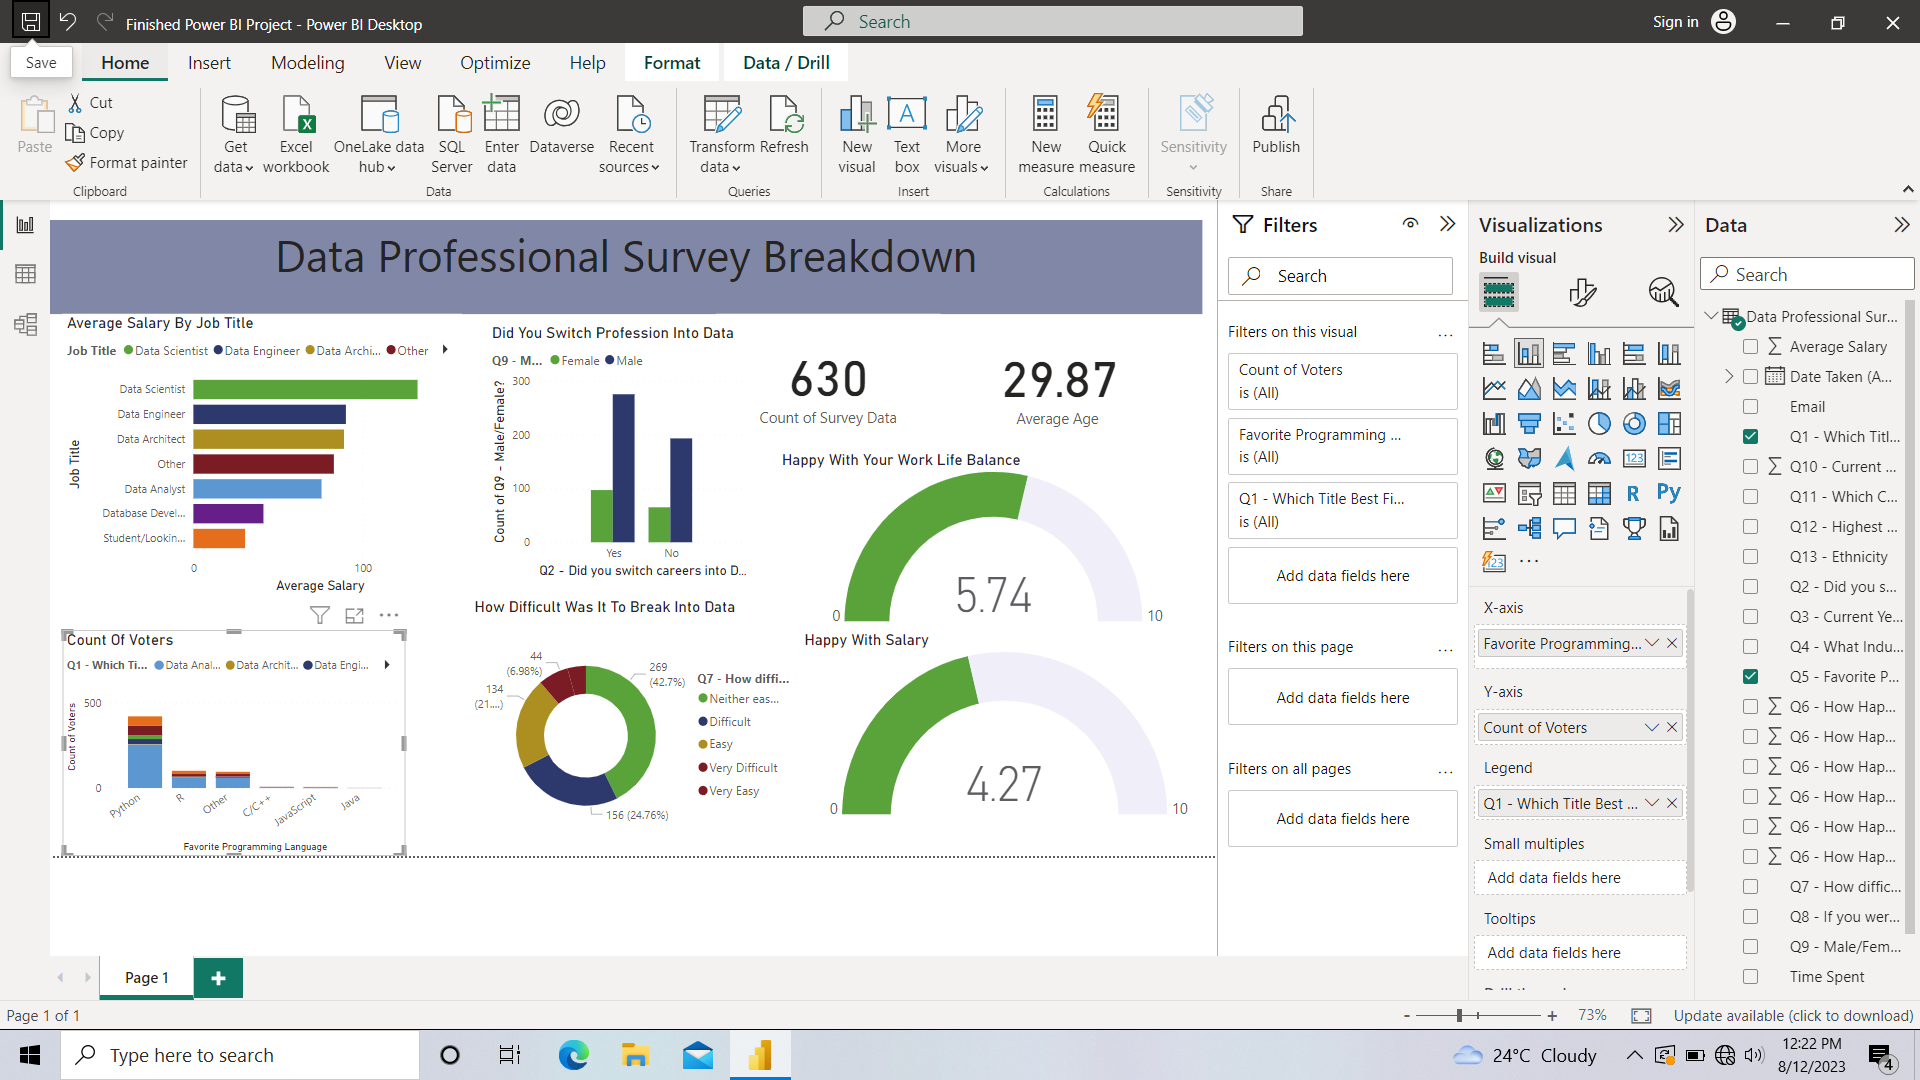 Finished Power BI Project - Power BI Desktop
Search
Sign in
Save
Home
Insert
Modeling
View
Optimize
Help
Format
Data / Drill
Paste
Cut
Copy
Format painter
Clipboard
Get data
Excel workbook
OneLake data hub
SQL Server
Enter data
Dataverse
Recent sources
Data
Transform data
Refresh
Queries
New visual
A
Text box
More visuals
Insert
New measure
Quick measure
Calculations
Sensitivity
Sensitivity
Publish
Share
Data Professional Survey Breakdown
Average Salary By Job Title
Job Title Data Scientist Data Engineer Data Archi... Other
Job Title
Data Scientist
Data Engineer
Data Architect
Other
Data Analyst
Database Devel...
Student/Lookin...
0 100
Average Salary
Did You Switch Profession Into Data
Q9 - M... Female Male
Count of Q9 - Male/Female?
300
200
100
0
Yes No
Q2 - Did you switch careers into D...
630
Count of Survey Data
29.87
Average Age
Happy With Your Work Life Balance
5.74
0 10
Happy With Salary
4.27
0 10
How Difficult Was It To Break Into Data
44
(6.98%)
134
(21....)
269
(42.7%)
156 (24.76%)
Q7 - How diffi...
Neither eas...
Difficult
Easy
Very Difficult
Very Easy
Count Of Voters
Q1 - Which Ti... Data Anal... Data Archit... Data Engi...
Count of Voters
500
0
Python R Other C/C++ JavaScript Java
Favorite Programming Language
Page 1
Filters
Search
Filters on this visual
Count of Voters
is (All)
Favorite Programming ...
is (All)
Q1 - Which Title Best Fi...
is (All)
Add data fields here
Filters on this page
Add data fields here
Filters on all pages
Add data fields here
Visualizations
Build visual
123
R
Py
123
X-axis
Favorite Programming...
Y-axis
Count of Voters
Legend
Q1 - Which Title Best ...
Small multiples
Add data fields here
Tooltips
Add data fields here
Data
Search
Data Professional Sur...
Average Salary
Date Taken (A...
Email
Q1 - Which Titl...
Q10 - Current ...
Q11 - Which C...
Q12 - Highest ...
Q13 - Ethnicity
Q2 - Did you s...
Q3 - Current Ye...
Q4 - What Indu...
Q5 - Favorite P...
Q6 - How Hap...
Q6 - How Hap...
Q6 - How Hap...
Q6 - How Hap...
Q6 - How Hap...
Q6 - How Hap...
Q7 - How diffic...
Q8 - If you wer...
Q9 - Male/Fem...
Time Spent
Page 1 of 1
- + 73%
Update available (click to download)
Type here to search
24°C Cloudy
12:22 PM
8/12/2023
4